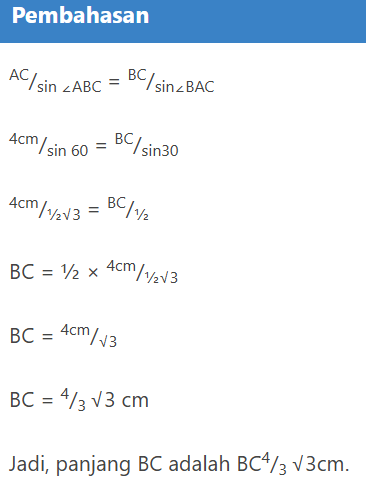 Pembahasan
AC/sin ∠ABC = BC/sin∠BAC
4cm/sin 60 = BC/sin30
4cm/½√3 = BC/½
BC = ½ × 4cm/½√3
BC = 4cm/√3
BC = 4/3 √3 cm
Jadi, panjang BC adalah BC4/3 √3cm.